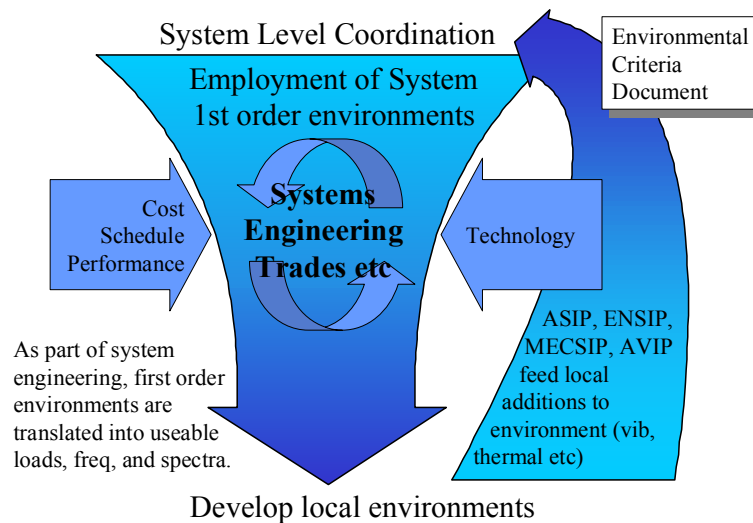 System Level Coordination
Environmental
Criteria
Document
Employment of System
1st order environments
Systems
Engineering
Trades etc
Cost
Schedule
Performance
Technology
ASIP, ENSIP,
MECSIP, AVIP
feed local
additions to
environment (vib,
thermal etc)
As part of system
engineering, first order
environments are
translated into useable
loads, freq, and spectra.
Develop local environments